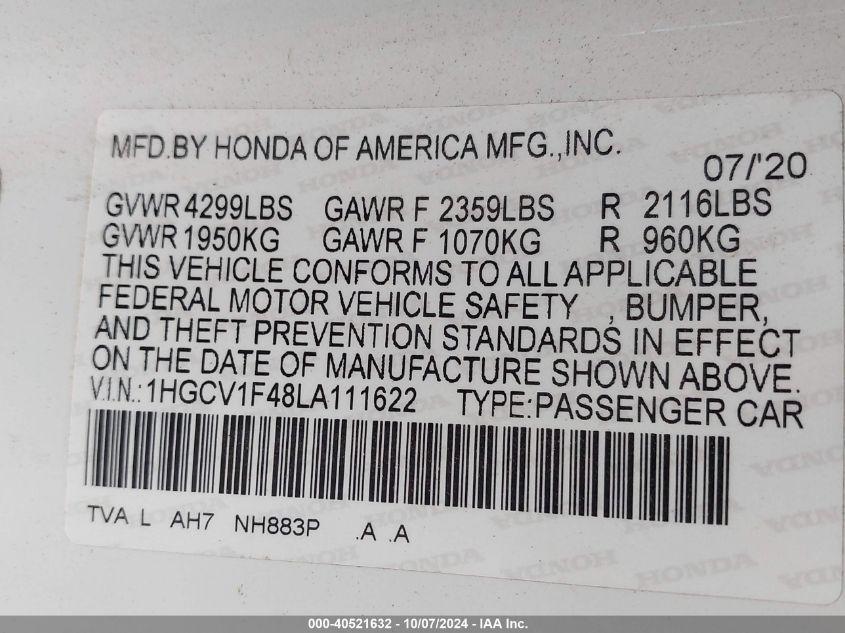 MFD.BY HONDA OF AMERICA MFG.,INC.
07/'20
GVWR 4299LBS GAWR F 2359LBS R 2116LBS
GVWR 1950KG GAWR F 1070KG R 960KG
THIS VEHICLE CONFORMS TO ALL APPLICABLE
FEDERAL MOTOR VEHICLE SAFETY , BUMPER,
AND THEFT PREVENTION STANDARDS IN EFFECT
ON THE DATE OF MANUFACTURE SHOWN ABOVE.
V.I.N.:1HGCV1F48LA111622 TYPE:PASSENGER CAR
TVA L AH7 NH883P .A .A
000-40521632 - 10/07/2024 - IAA Inc.